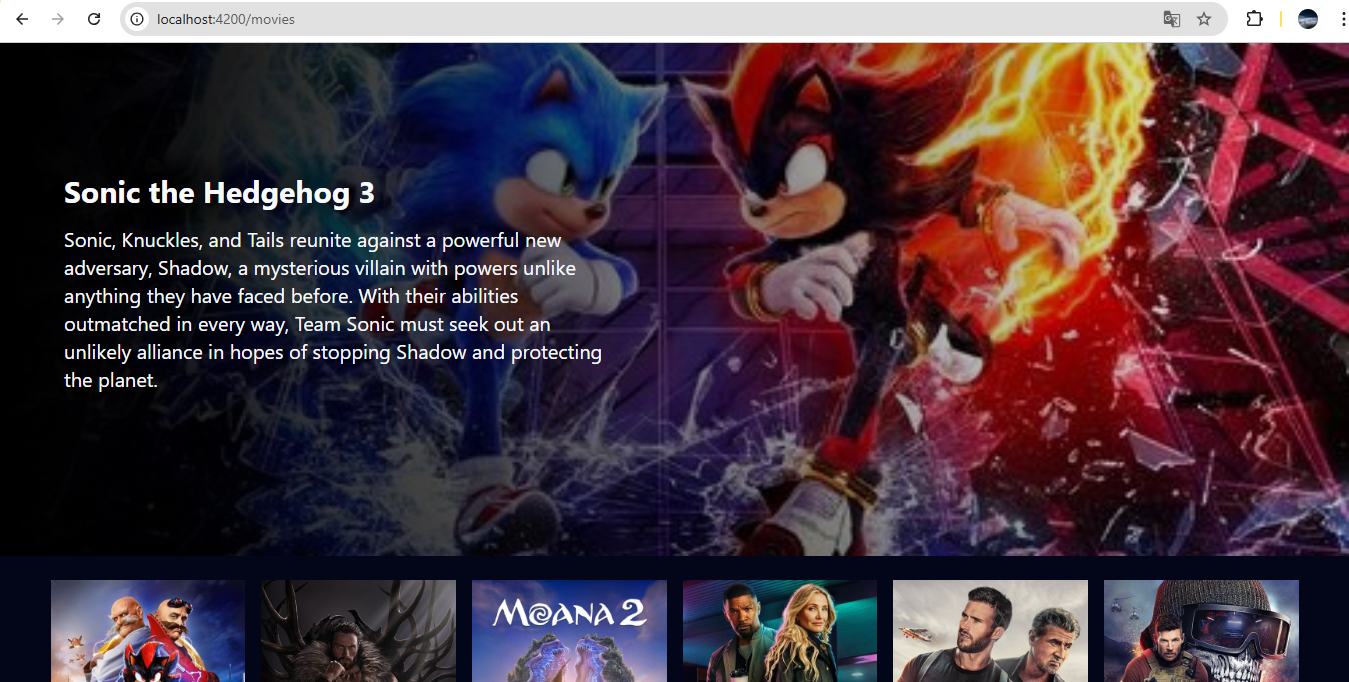 localhost:4200/movies
Sonic the Hedgehog 3
Sonic, Knuckles, and Tails reunite against a powerful new
adversary, Shadow, a mysterious villain with powers unlike
anything they have faced before. With their abilities
outmatched in every way, Team Sonic must seek out an
unlikely alliance in hopes of stopping Shadow and protecting
the planet.
MOANA 2